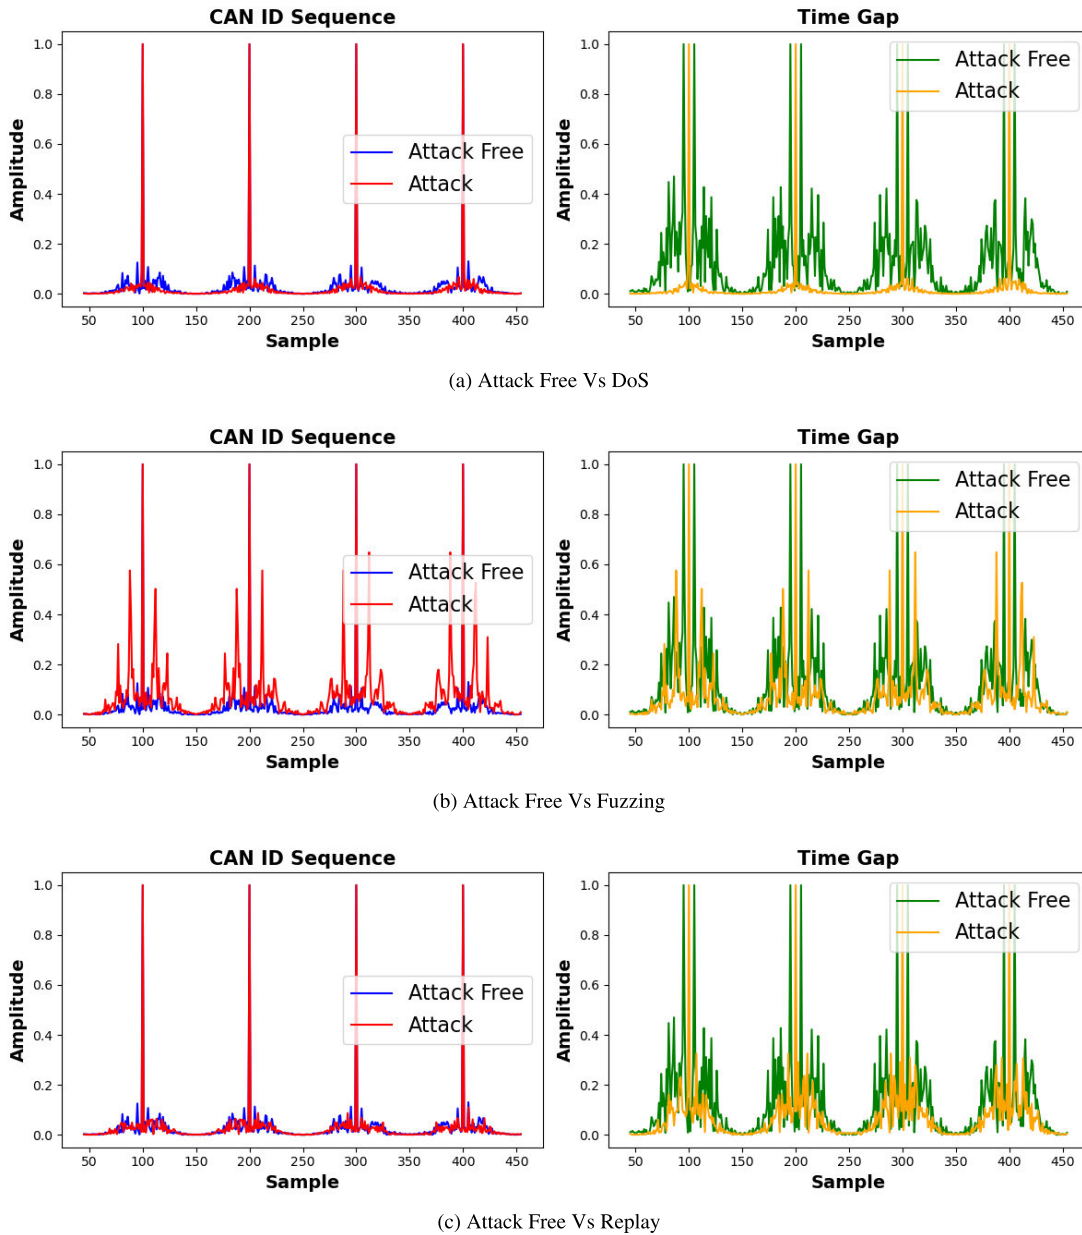 CAN ID Sequence
Time Gap
Amplitude
1.0
0.8
0.6
0.4
0.2
0.0
Attack Free
Attack
50 100 150 200 250 300 350 400 450
Sample
Amplitude
1.0
0.8
0.6
0.4
0.2
0.0
Attack Free
Attack
50 100 150 200 250 300 350 400 450
Sample
(a) Attack Free Vs DoS
CAN ID Sequence
Time Gap
Amplitude
1.0
0.8
0.6
0.4
0.2
0.0
Attack Free
Attack
50 100 150 200 250 300 350 400 450
Sample
Amplitude
1.0
0.8
0.6
0.4
0.2
0.0
Attack Free
Attack
50 100 150 200 250 300 350 400 450
Sample
(b) Attack Free Vs Fuzzing
CAN ID Sequence
Time Gap
Amplitude
1.0
0.8
0.6
0.4
0.2
0.0
Attack Free
Attack
50 100 150 200 250 300 350 400 450
Sample
Amplitude
1.0
0.8
0.6
0.4
0.2
0.0
Attack Free
Attack
50 100 150 200 250 300 350 400 450
Sample
(c) Attack Free Vs Replay